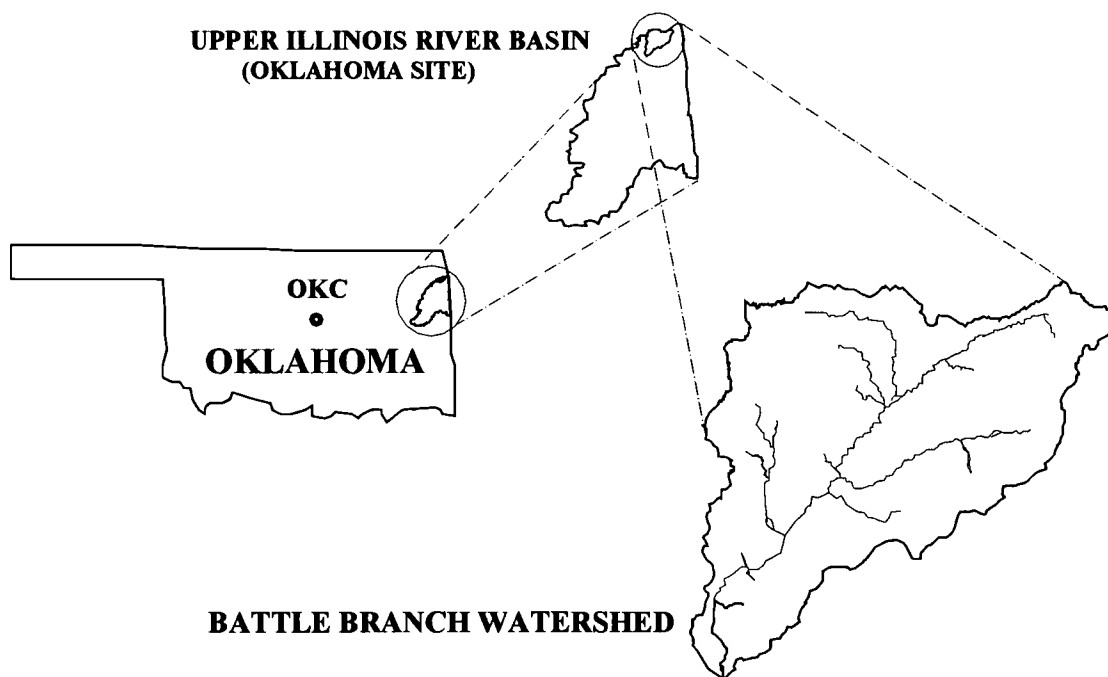 UPPER ILLINOIS RIVER BASIN
(OKLAHOMA SITE)
OKC
OKLAHOMA
BATTLE BRANCH WATERSHED